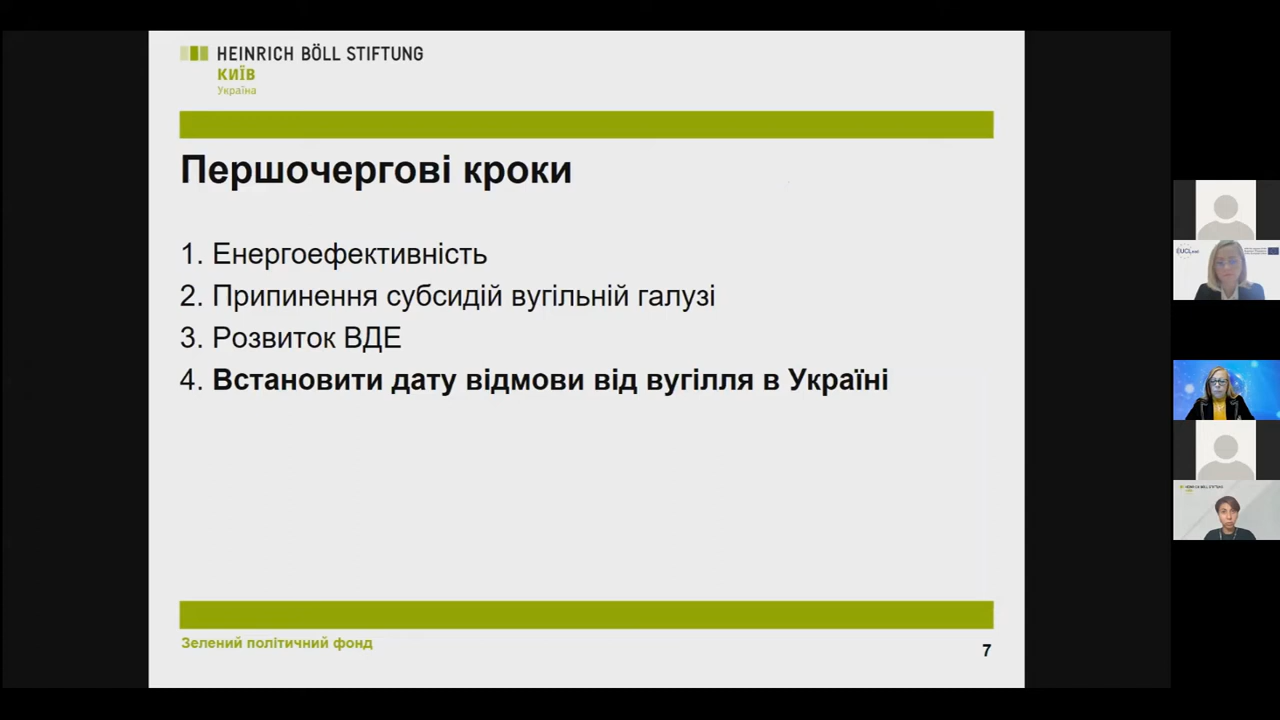 HEINRICH BÖLL STIFTUNG
КИЇВ
Україна
Першочергові кроки
1. Енергоефективність
2. Припинення субсидій вугільній галузі
3. Розвиток ВДЕ
4. Встановити дату відмови від вугілля в Україні
Зелений політичний фонд
7